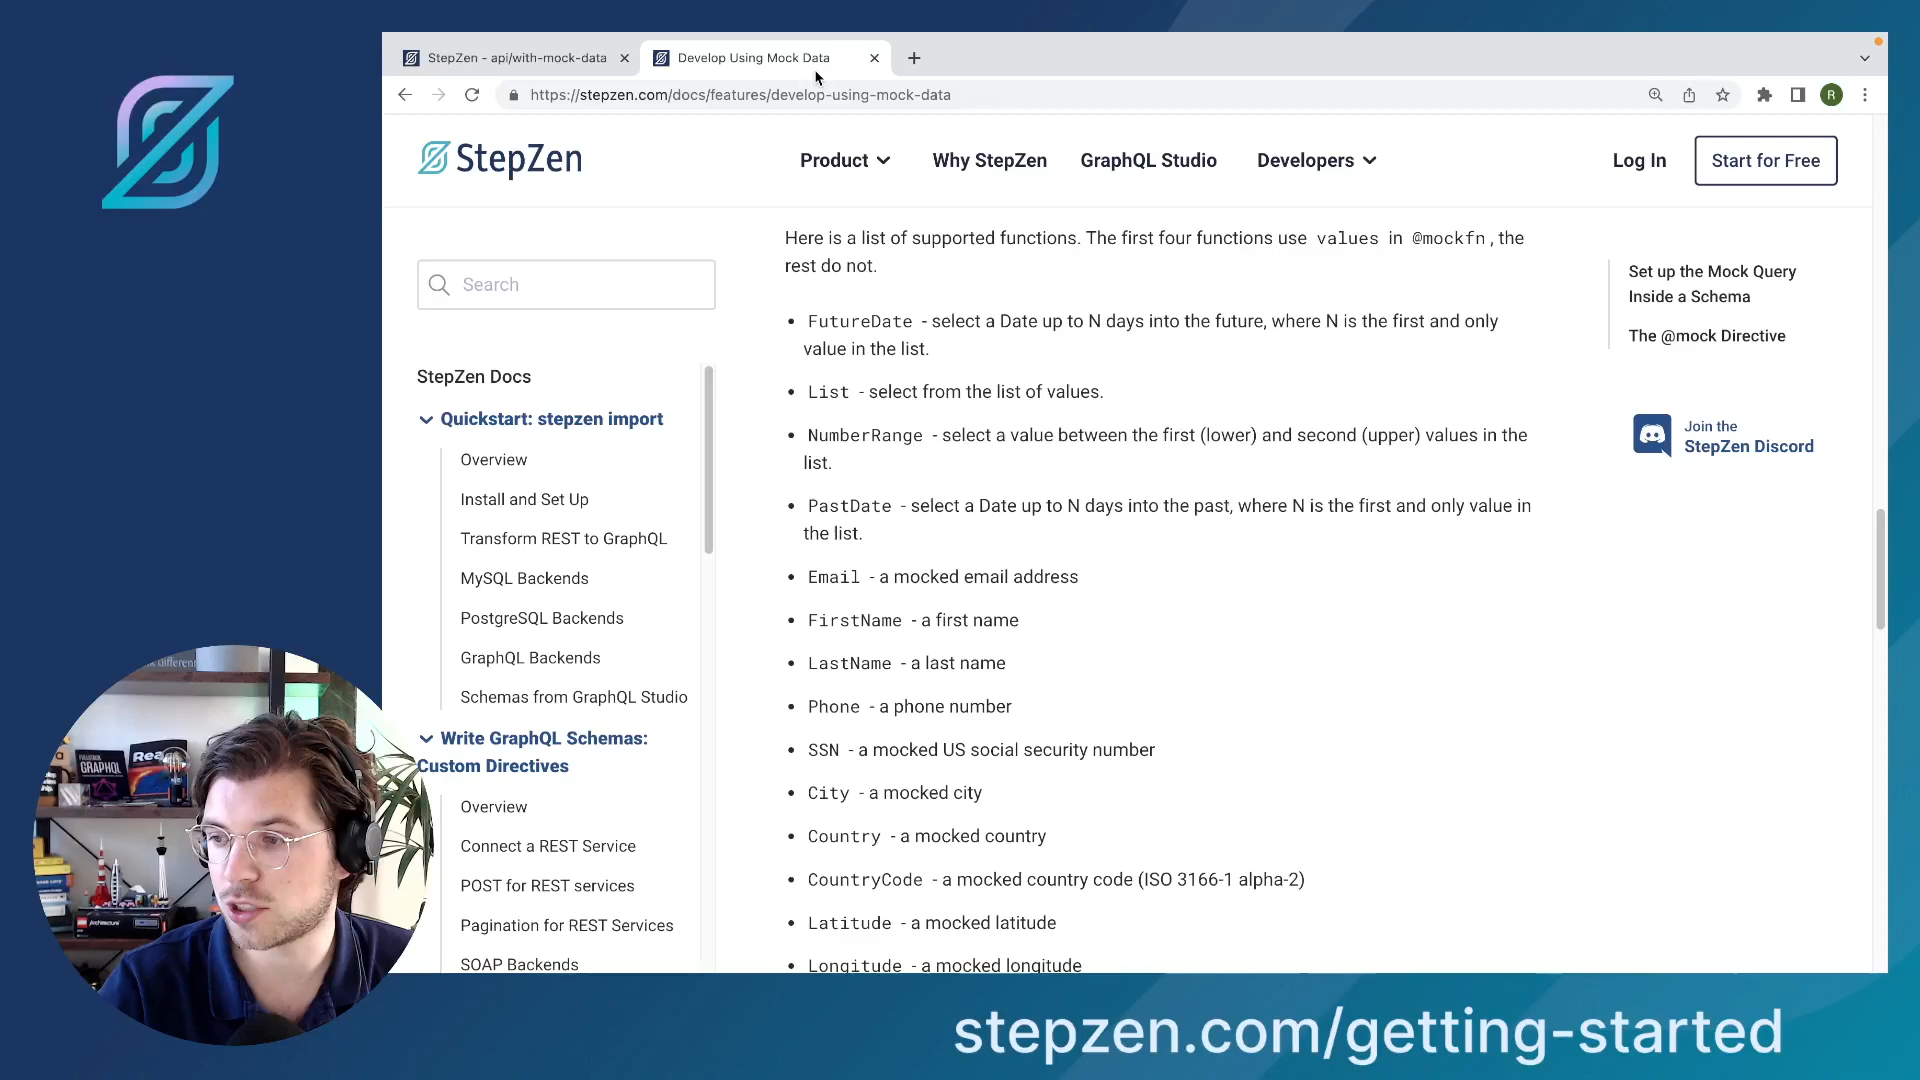 StepZen - api/with-mock-data
Develop Using Mock Data
https://stepzen.com/docs/features/develop-using-mock-data
R
StepZen
Product
Why StepZen
GraphQL Studio
Developers
Log In
Start for Free
Search
StepZen Docs
Quickstart: stepzen import
Overview
Install and Set Up
Transform REST to GraphQL
MySQL Backends
PostgreSQL Backends
GraphQL Backends
Schemas from GraphQL Studio
Write GraphQL Schemas:
Custom Directives
Overview
Connect a REST Service
POST for REST services
Pagination for REST Services
SOAP Backends
Here is a list of supported functions. The first four functions use values in @mockfn, the
rest do not.
• FutureDate - select a Date up to N days into the future, where N is the first and only
value in the list.
• List - select from the list of values.
• NumberRange - select a value between the first (lower) and second (upper) values in the
list.
• PastDate - select a Date up to N days into the past, where N is the first and only value in
the list.
• Email - a mocked email address
• FirstName - a first name
• LastName - a last name
• Phone - a phone number
• SSN - a mocked US social security number
• City - a mocked city
• Country - a mocked country
• CountryCode - a mocked country code (ISO 3166-1 alpha-2)
• Latitude - a mocked latitude
• Longitude - a mocked longitude
Set up the Mock Query
Inside a Schema
The @mock Directive
Join the
StepZen Discord
FULLSTACK
GRAPHQL
Architecture
stepzen.com/getting-started